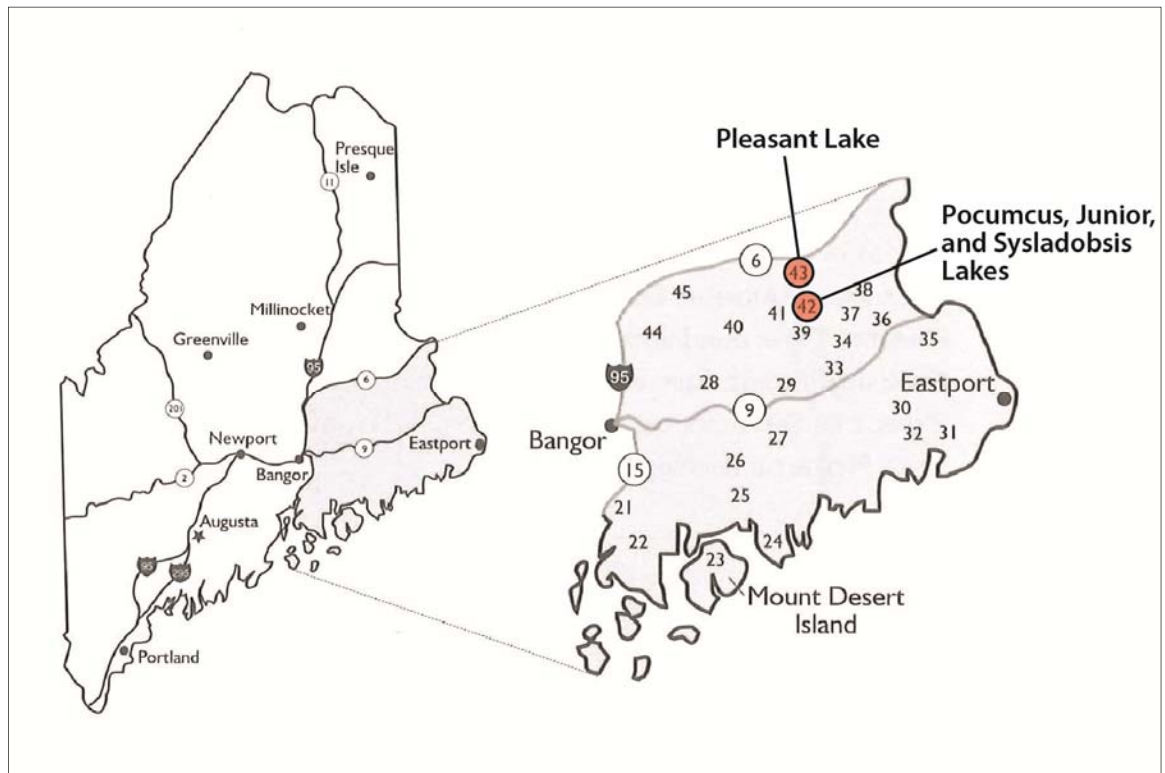 Presque
Isle
11
Millinocket
Greenville
95
6
201
Newport
9
Eastport
Bangor
2
Augusta
95
295
Portland
Pleasant Lake
Pocumcus, Junior,
and Sysladobsis
Lakes
6
43
45
42
38
41
37
36
44
40
39
35
34
95
33
28
29
Eastport
9
30
Bangor
27
32
31
26
15
25
21
22
24
23
Mount Desert
Island